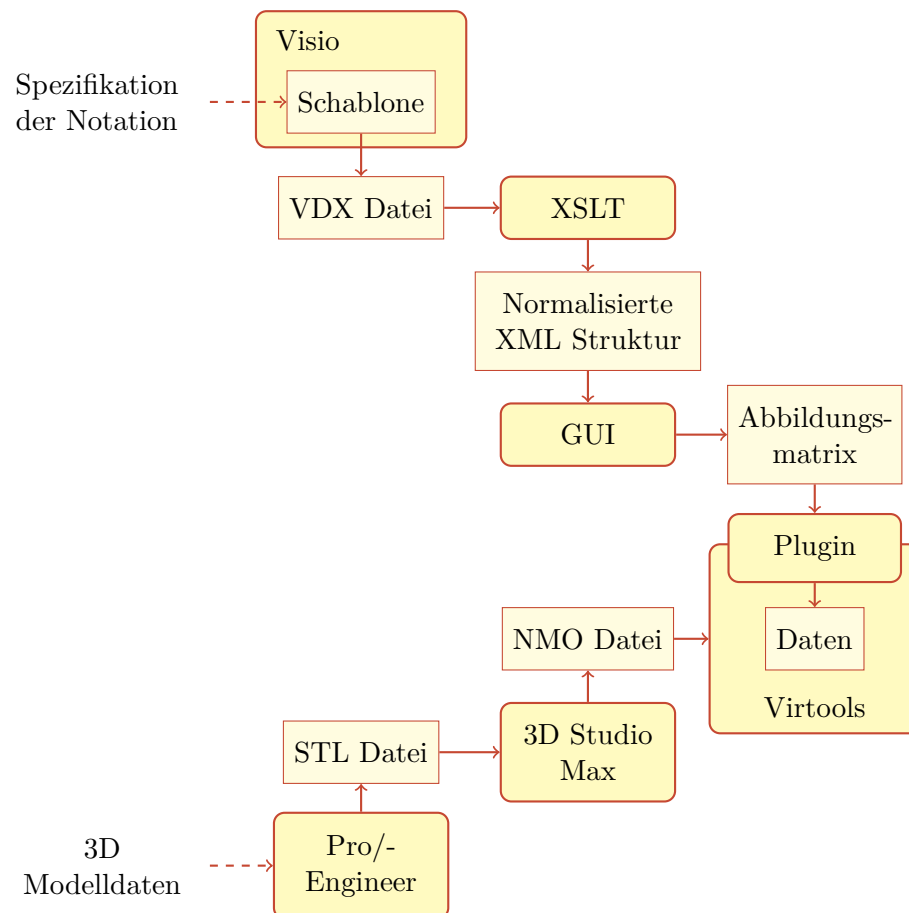 Visio
Spezifikation
der Notation
Schablone
VDX Datei
XSLT
Normalisierte
XML Struktur
GUI
Abbildungs-
matrix
Plugin
NMO Datei
Daten
Virtools
STL Datei
3D Studio
Max
3D
Modelldaten
Pro/-
Engineer